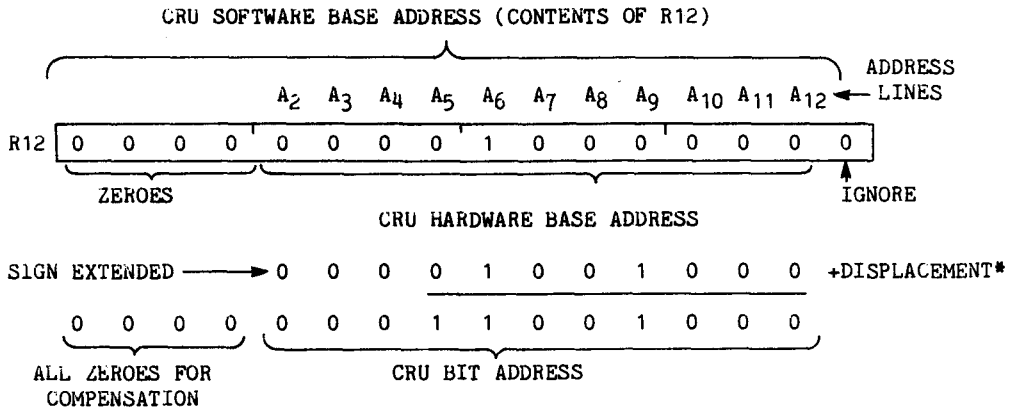 CRU SOFTWARE BASE ADDRESS (CONTENTS OF R12)
ADDRESS
LINES
A2 A3 A4 A5 A6 A7 A8 A9 A10 A11 A12
R12 0 0 0 0 0 0 0 0 1 0 0 0 0 0 0 0
ZEROES
IGNORE
CRU HARDWARE BASE ADDRESS
SIGN EXTENDED 0 0 0 0 1 0 0 1 0 0 0 +DISPLACEMENT*
0 0 0 0 0 0 0 1 1 0 0 1 0 0 0
ALL ZEROES FOR
COMPENSATION
CRU BIT ADDRESS